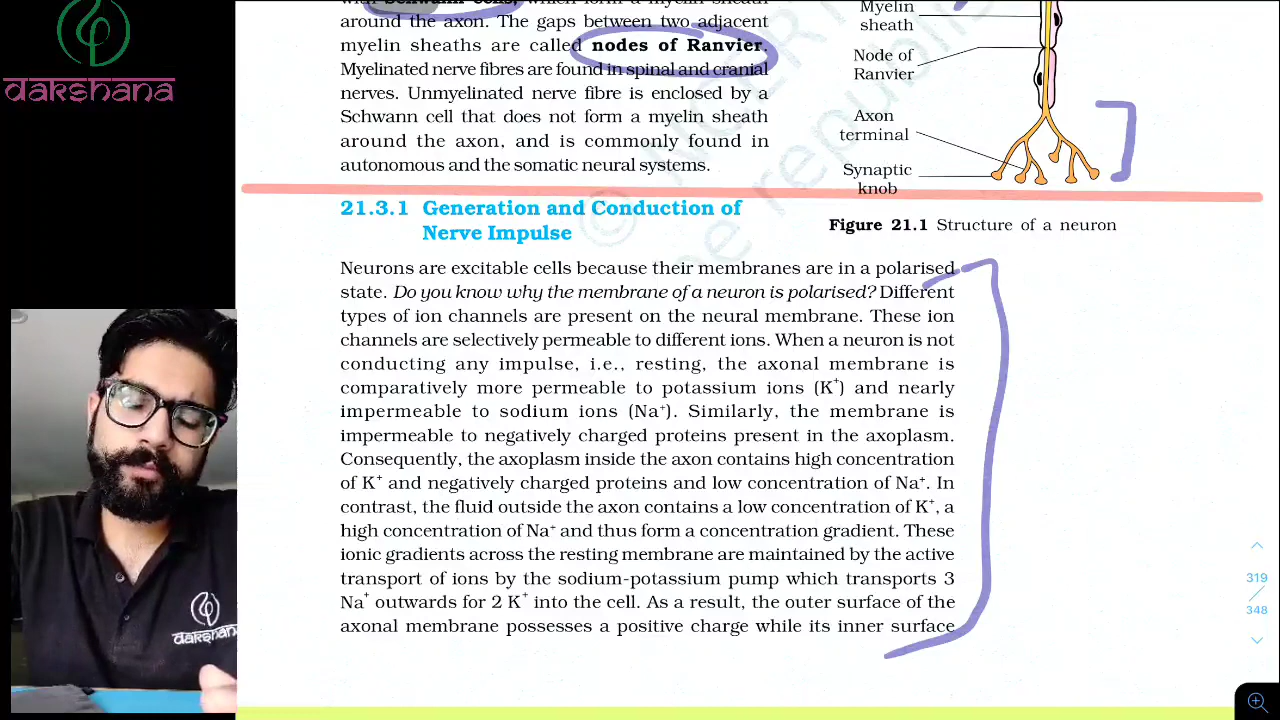 dakshana
with Schwann cells, which form a myelin sheath
around the axon. The gaps between two adjacent
myelin sheaths are called nodes of Ranvier.
Myelinated nerve fibres are found in spinal and cranial
nerves. Unmyelinated nerve fibre is enclosed by a
Schwann cell that does not form a myelin sheath
around the axon, and is commonly found in
autonomous and the somatic neural systems.
Myelin
sheath
Node of
Ranvier
Axon
terminal
Synaptic
knob
Figure 21.1 Structure of a neuron
21.3.1 Generation and Conduction of
Nerve Impulse
Neurons are excitable cells because their membranes are in a polarised
state. Do you know why the membrane of a neuron is polarised? Different
types of ion channels are present on the neural membrane. These ion
channels are selectively permeable to different ions. When a neuron is not
conducting any impulse, i.e., resting, the axonal membrane is
comparatively more permeable to potassium ions (K⁺) and nearly
impermeable to sodium ions (Na⁺). Similarly, the membrane is
impermeable to negatively charged proteins present in the axoplasm.
Consequently, the axoplasm inside the axon contains high concentration
of K⁺ and negatively charged proteins and low concentration of Na⁺. In
contrast, the fluid outside the axon contains a low concentration of K⁺, a
high concentration of Na⁺ and thus form a concentration gradient. These
ionic gradients across the resting membrane are maintained by the active
transport of ions by the sodium-potassium pump which transports 3
Na⁺ outwards for 2 K⁺ into the cell. As a result, the outer surface of the
axonal membrane possesses a positive charge while its inner surface
319
348
dakshana